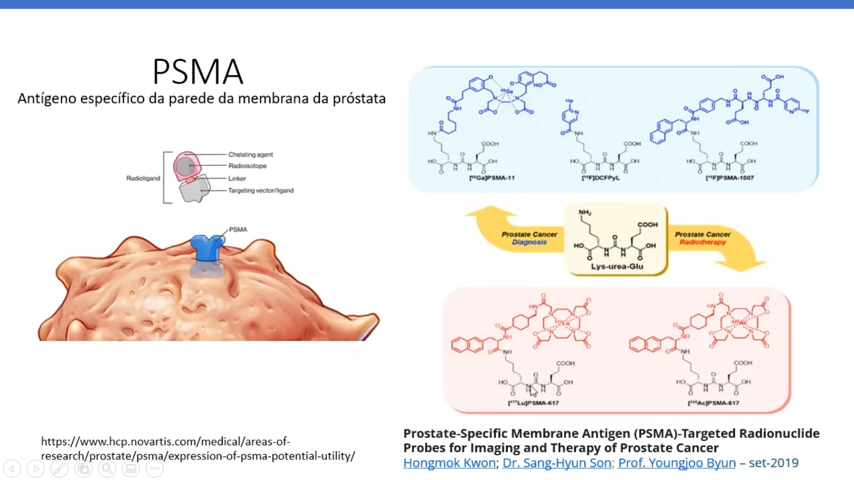 PSMA
Antígeno específico da parede da membrana da próstata
Radioligand
Chelating agent
Radioisotope
Linker
Targeting vector/ligand
PSMA
https://www.hcp.novartis.com/medical/areas-of-
research/prostate/psma/expression-of-psma-potential-utility/
[⁶⁸Ga]PSMA-11
[¹⁸F]DCFPyL
[¹⁸F]PSMA-1007
Prostate Cancer
Diagnosis
NH₂
COOH
HO
OH
Lys-urea-Glu
Prostate Cancer
Radiotherapy
[¹⁷⁷Lu]PSMA-617
[²²⁵Ac]PSMA-617
Prostate-Specific Membrane Antigen (PSMA)-Targeted Radionuclide
Probes for Imaging and Therapy of Prostate Cancer
Hongmok Kwon; Dr. Sang-Hyun Son; Prof. Youngjoo Byun – set-2019